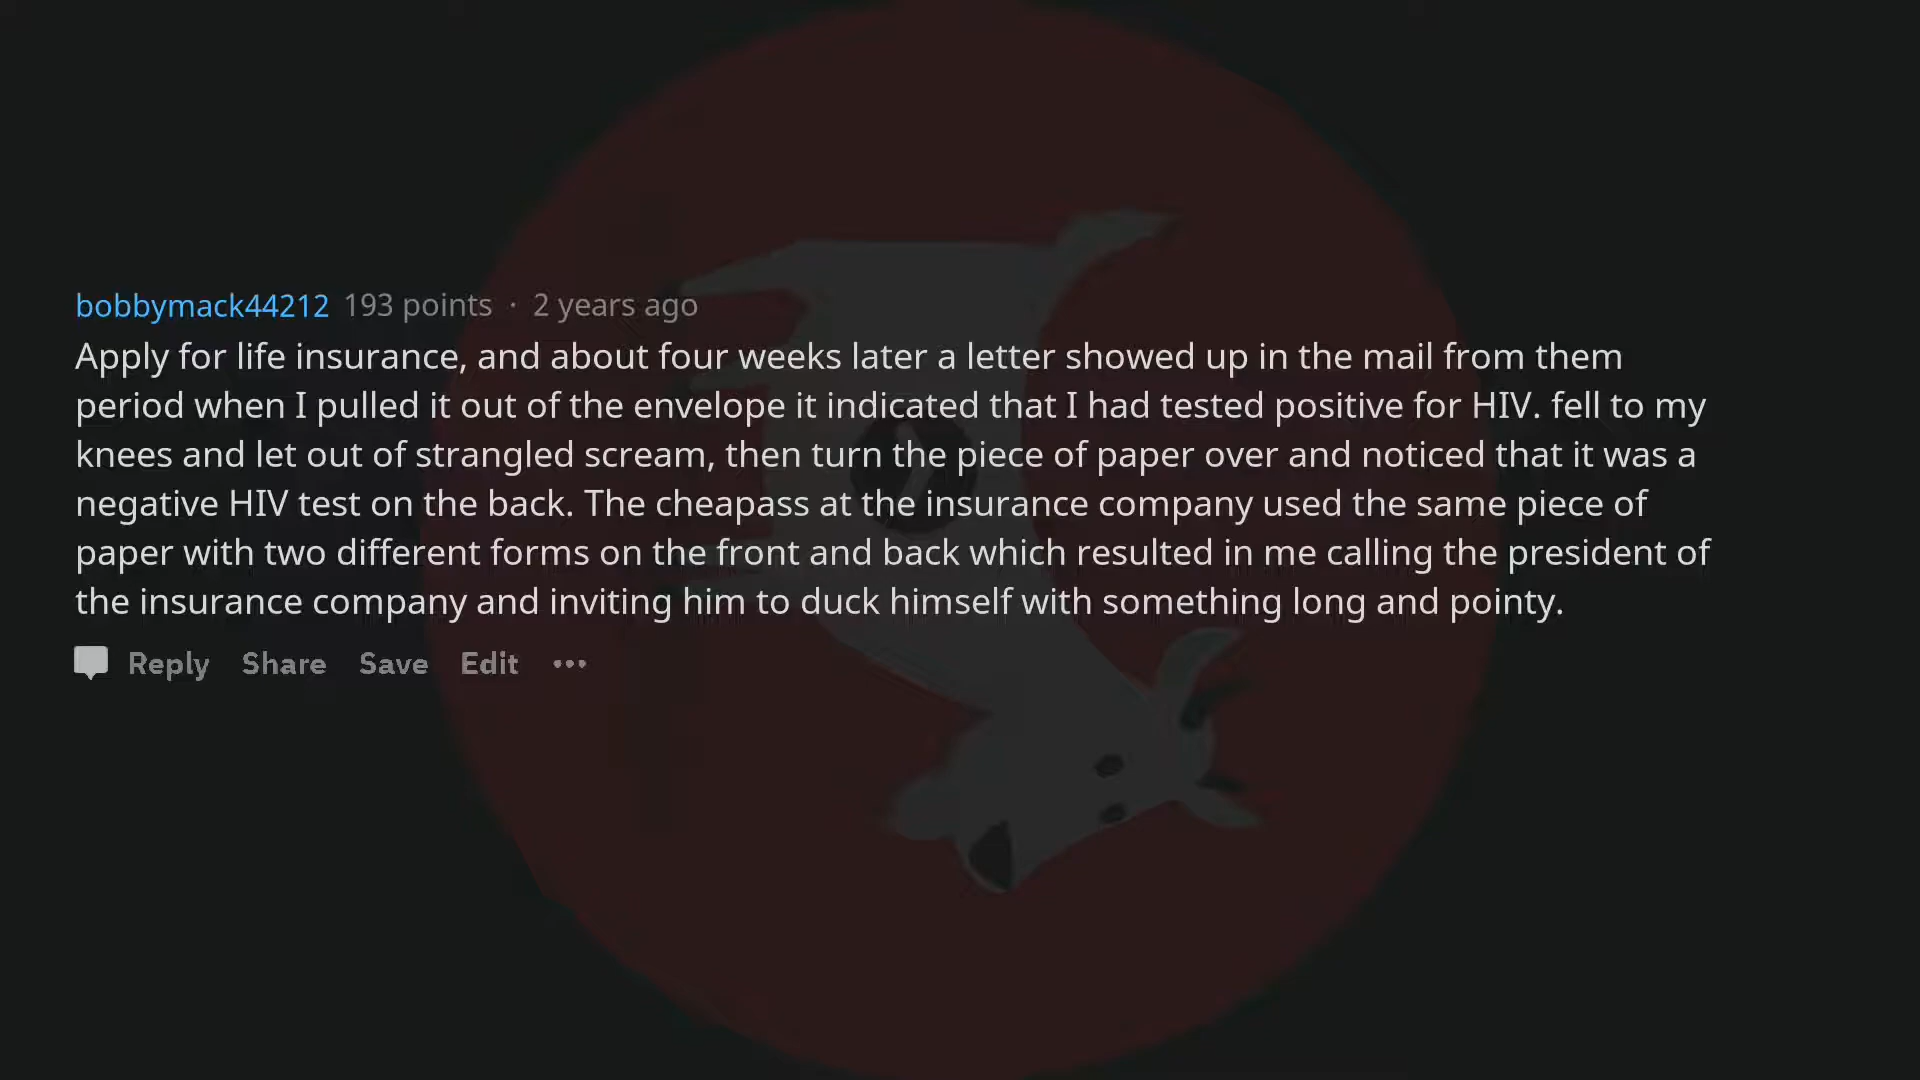 bobbymack44212 193 points · 2 years ago
Apply for life insurance, and about four weeks later a letter showed up in the mail from them
period when I pulled it out of the envelope it indicated that I had tested positive for HIV. fell to my
knees and let out of strangled scream, then turn the piece of paper over and noticed that it was a
negative HIV test on the back. The cheapass at the insurance company used the same piece of
paper with two different forms on the front and back which resulted in me calling the president of
the insurance company and inviting him to duck himself with something long and pointy.
Reply Share Save Edit •••